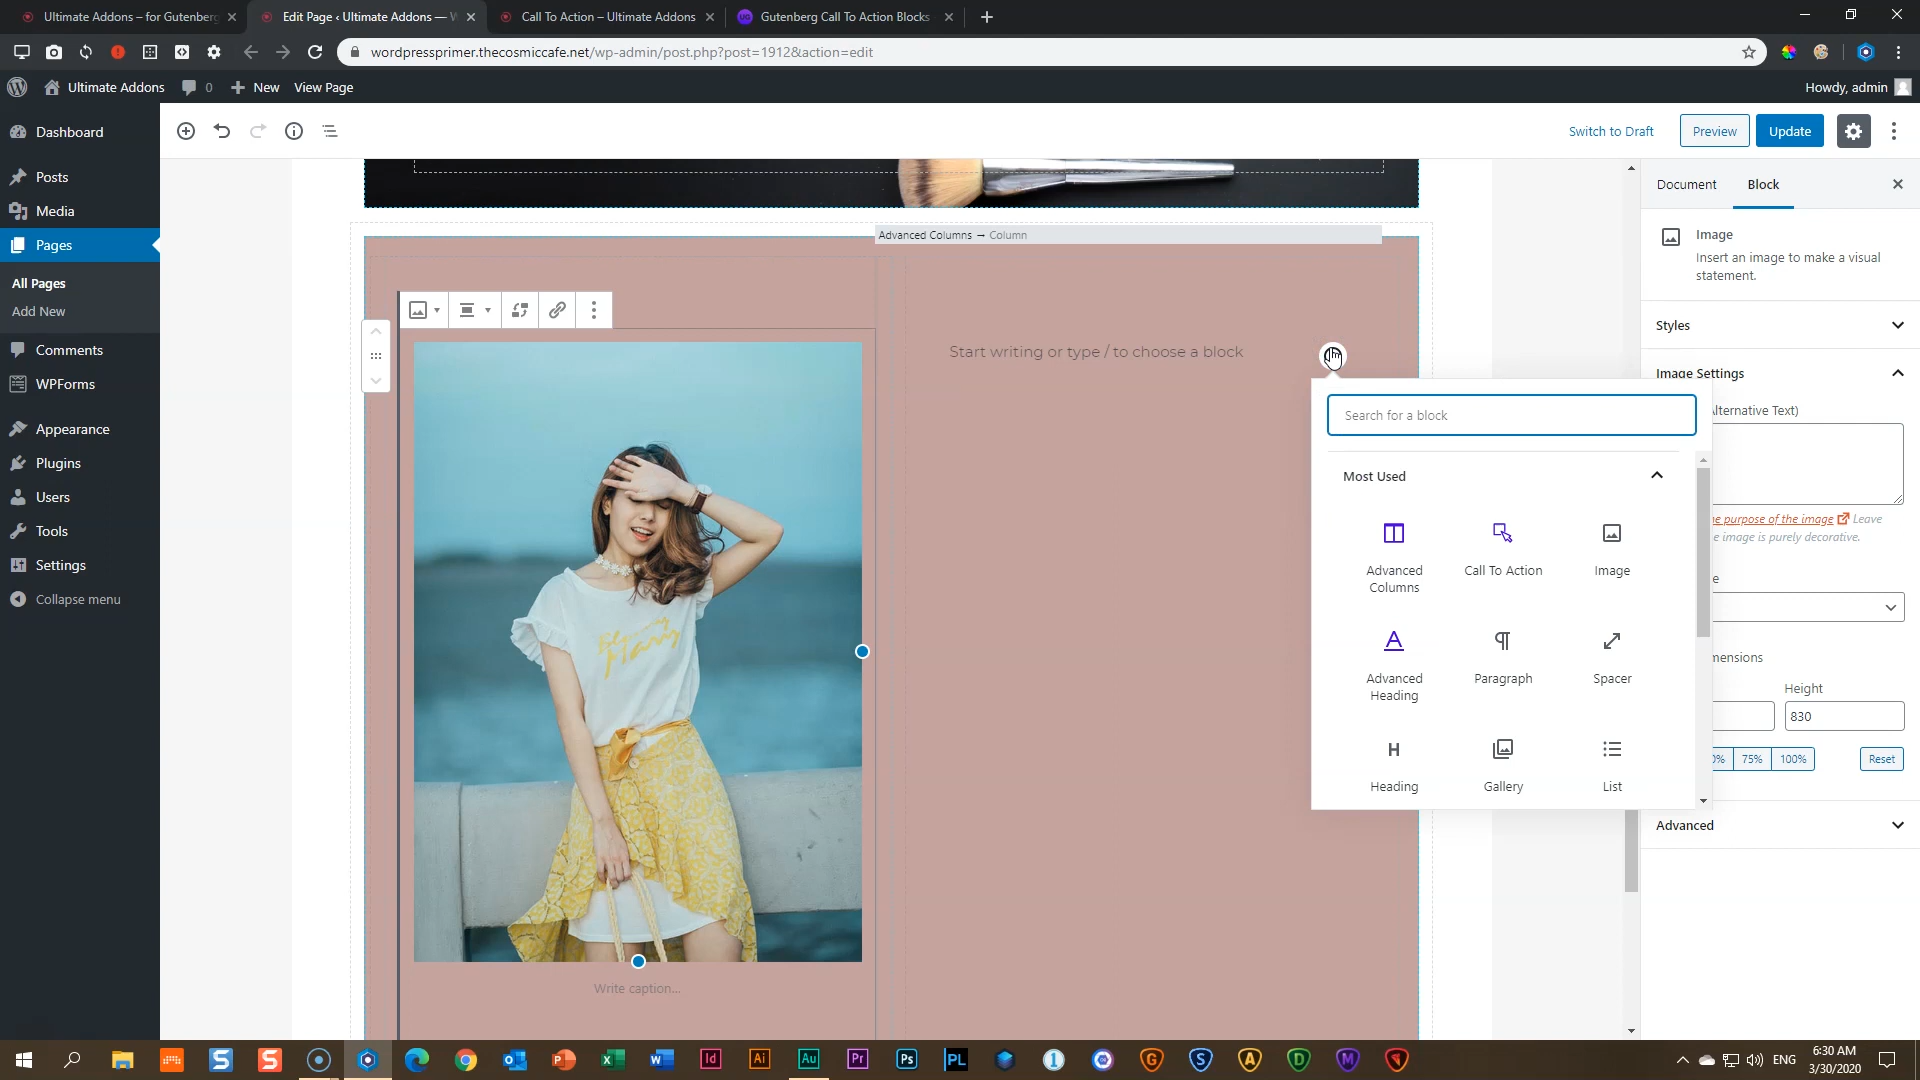 Ultimate Addons – for Gutenberg
Edit Page ‹ Ultimate Addons — W
Call To Action – Ultimate Addons
Gutenberg Call To Action Blocks
wordpressprimer.thecosmiccafe.net/wp-admin/post.php?post=1912&action=edit
Ultimate Addons
0
New
View Page
Howdy, admin
Dashboard
Posts
Media
Pages
All Pages
Add New
Comments
WPForms
Appearance
Plugins
Users
Tools
Settings
Collapse menu
Switch to Draft
Preview
Update
Advanced Columns → Column
Start writing or type / to choose a block
Write caption...
Search for a block
Most Used
Advanced
Columns
Call To Action
Image
Advanced
Heading
Paragraph
Spacer
Heading
Gallery
List
Document
Block
Image
Insert an image to make a visual
statement.
Styles
Image Settings
lternative Text)
e purpose of the image
Leave
e image is purely decorative.
e
mensions
Height
830
0%
75%
100%
Reset
Advanced
ENG
6:30 AM
3/30/2020